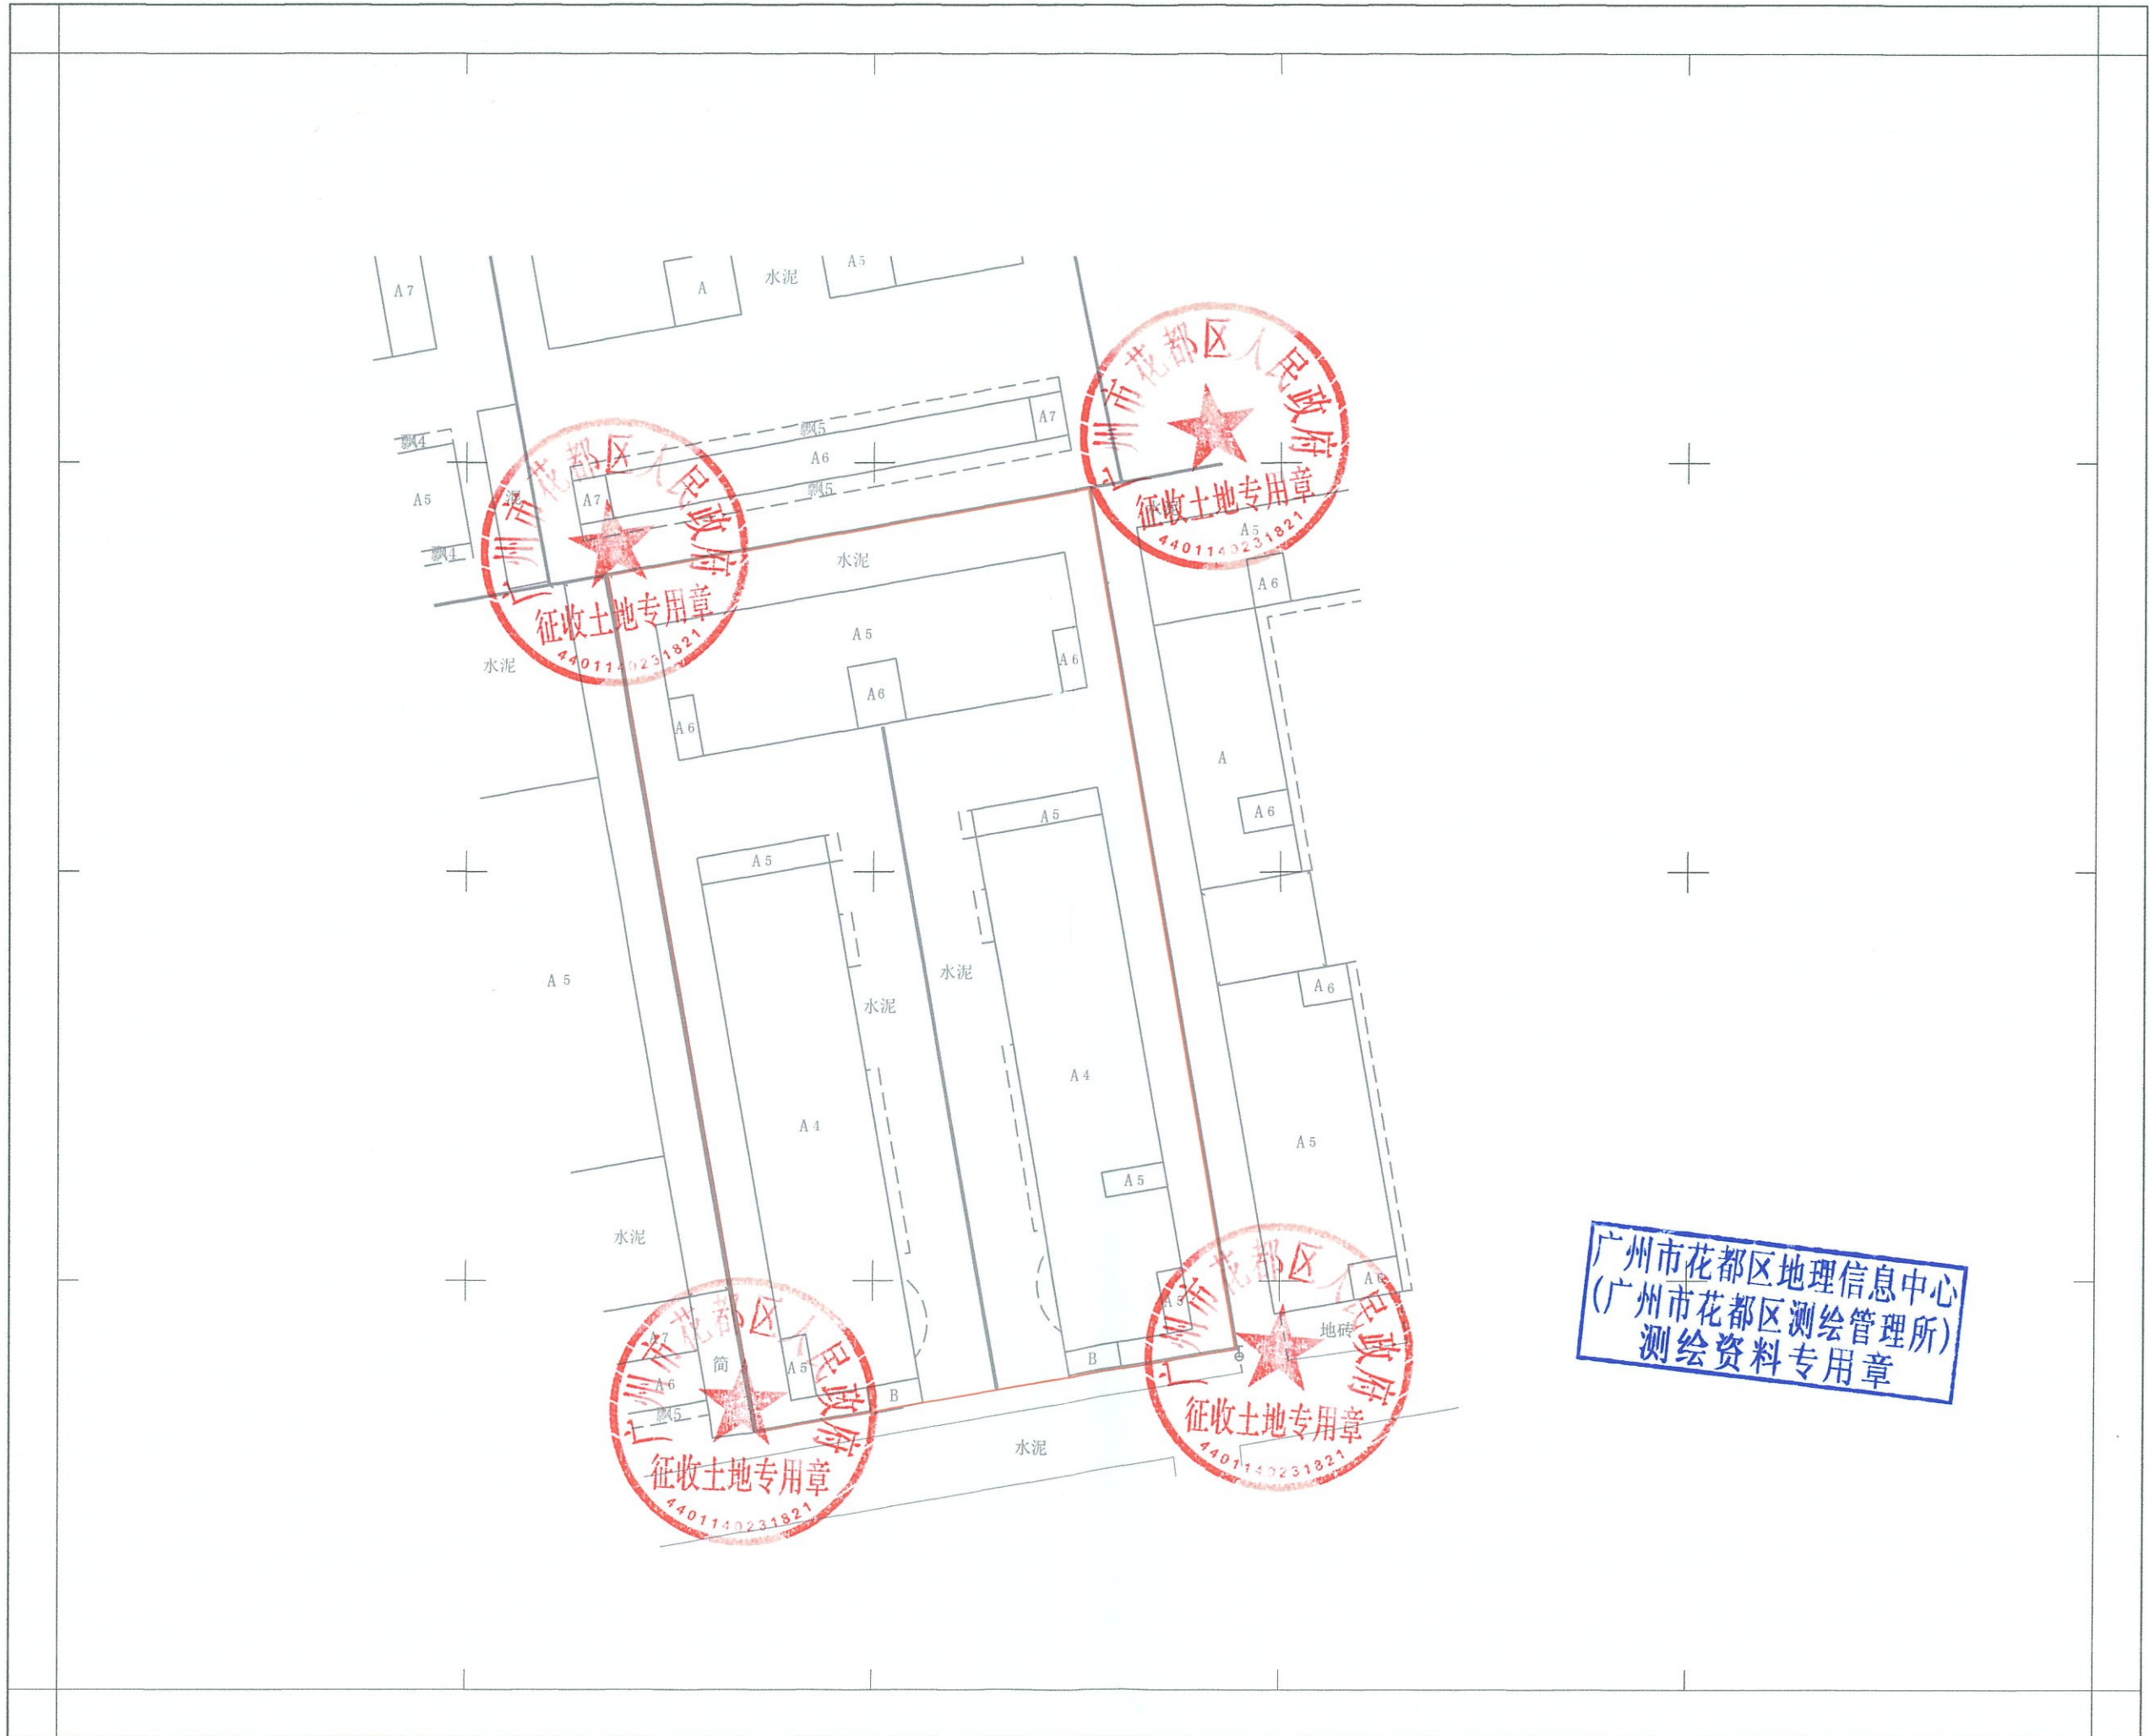 A7
A
水泥
A5
飘4
A5
飘4
飘5
A7
A6
飘5
A7
广州市花都区人民政府
征收土地专用章
4401140231821
广州市花都区人民政府
征收土地专用章
4401140231821
A5
A6
水泥
水泥
A5
A6
A6
A6
A
A6
A5
A5
A5
水泥
水泥
A6
A4
A4
A5
A5
水泥
A5
A6
地砖
B
A7
简
A6
飘5
A5
B
水泥
广州市花都区人民政府
征收土地专用章
4401140231821
广州市花都区人民政府
征收土地专用章
4401140231821
广州市花都区地理信息中心
(广州市花都区测绘管理所)
测绘资料专用章